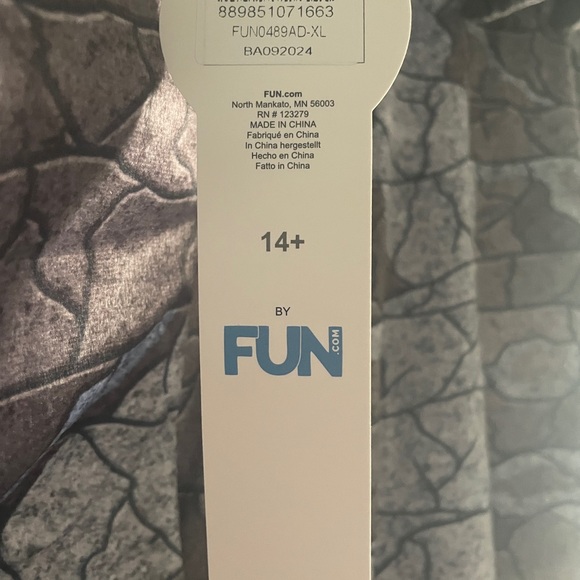 889851071663
FUN0489AD-XL
BA092024
FUN.com
North Mankato, MN 56003
RN # 123279
MADE IN CHINA
Fabriqué en China
In China hergestellt
Hecho en China
Fatto in China
14+
BY
FUN.COM